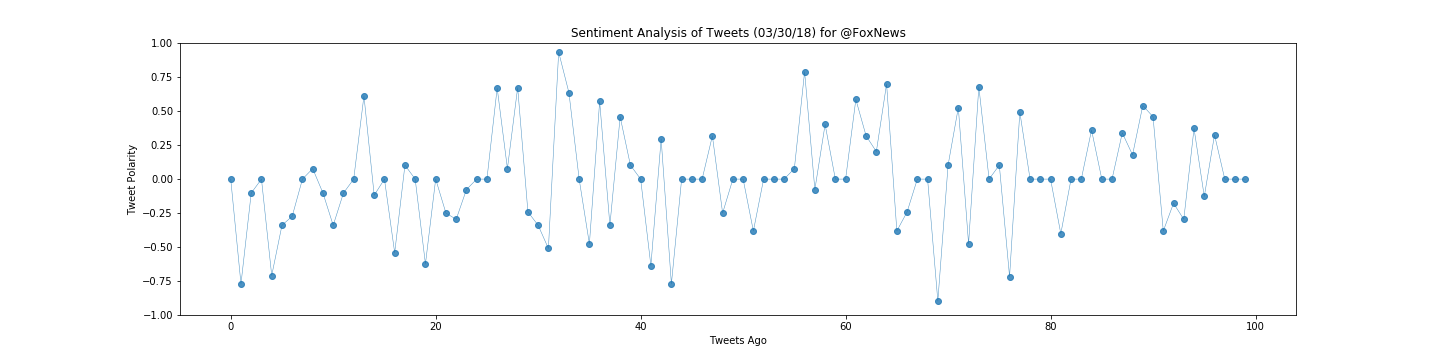 Sentiment Analysis of Tweets (03/30/18) for @FoxNews
1.00
0.75
0.50
0.25
0.00
−0.25
−0.50
−0.75
−1.00
Tweet Polarity
0 20 40 60 80 100
Tweets Ago